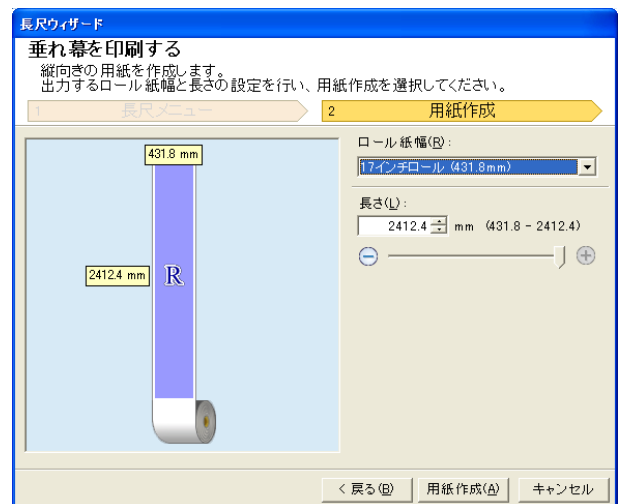 長尺ウィザード
垂れ幕を印刷する
縦向きの用紙を作成します。
出力するロール紙幅と長さの設定を行い、用紙作成を選択してください。
1 長尺メニュー 2 用紙作成
431.8 mm
2412.4 mm
R
ロール紙幅(R):
17インチロール (431.8mm)
長さ(L):
2412.4 mm (431.8 - 2412.4)
< 戻る(B) 用紙作成(A) キャンセル